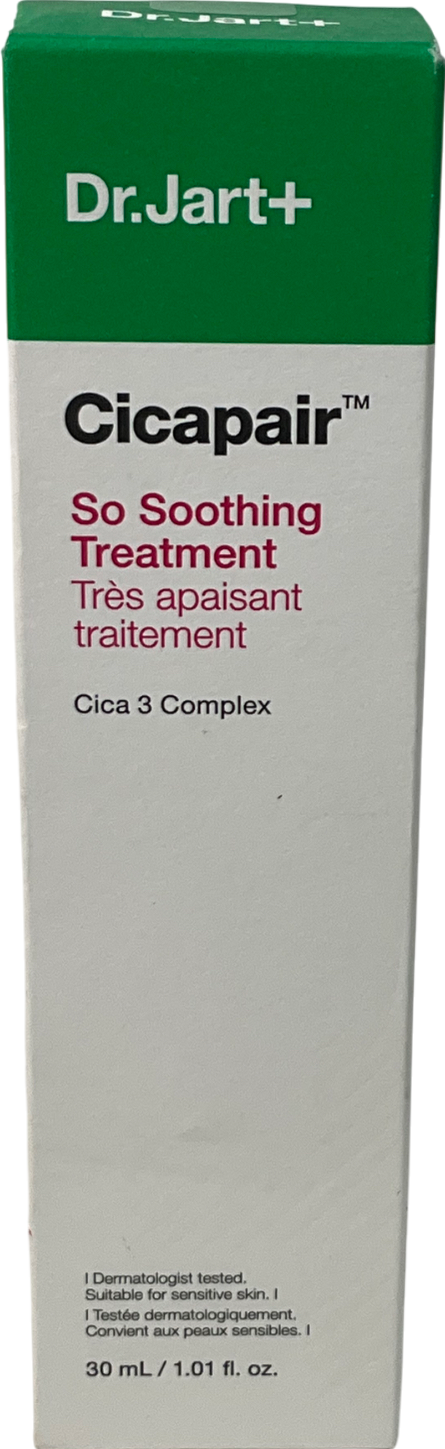 Dr.Jart+
Dr.Jart+
Cicapair™
So Soothing
Treatment
Très apaisant
traitement
Cica 3 Complex
I Dermatologist tested.
Suitable for sensitive skin. I
I Testée dermatologiquement.
Convient aux peaux sensibles. I
30 mL / 1.01 fl. oz.